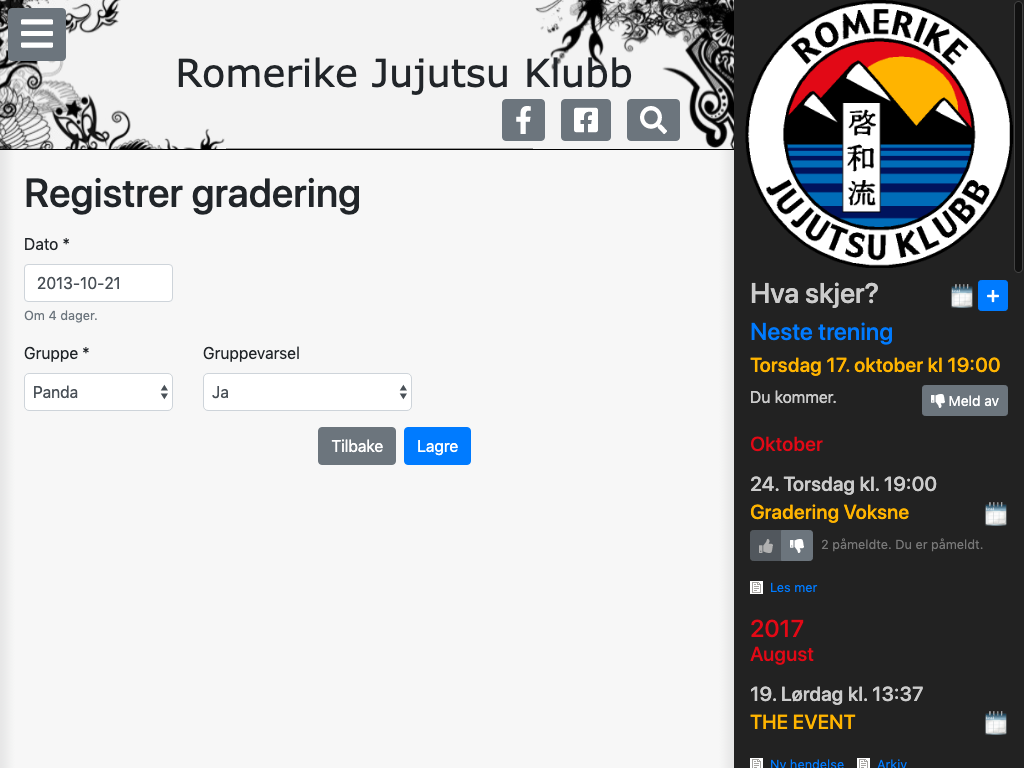 Romerike Jujutsu Klubb
Registrer gradering
Dato *
2013-10-21
Om 4 dager.
Gruppe *
Gruppevarsel
Panda
Ja
Tilbake
Lagre
ROMERIKE
啓和流
JUJUTSU KLUBB
Hva skjer?
Neste trening
Torsdag 17. oktober kl 19:00
Du kommer.
Meld av
Oktober
24. Torsdag kl. 19:00
Gradering Voksne
2 påmeldte. Du er påmeldt.
Les mer
2017
August
19. Lørdag kl. 13:37
THE EVENT
Ny hendelse
Arkiv